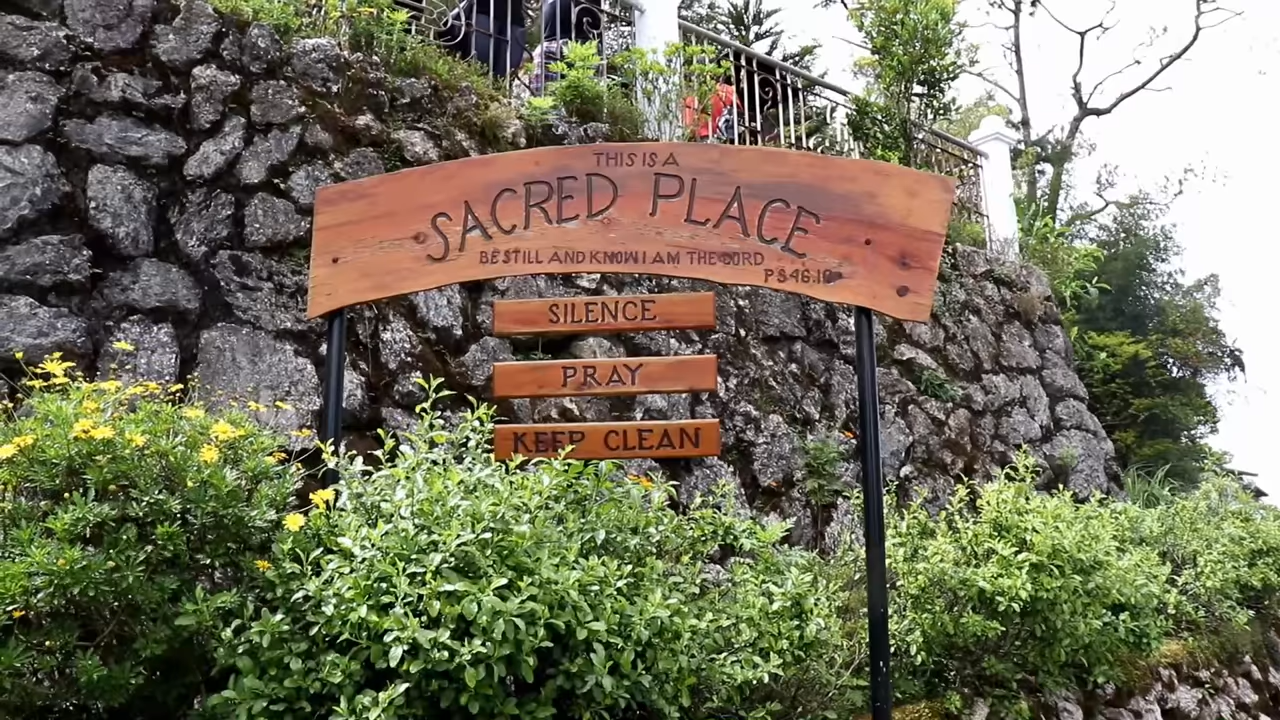 THIS IS A
SACRED PLACE
BE STILL AND KNOW I AM THE LORD
PS 46.10
SILENCE
PRAY
KEEP CLEAN